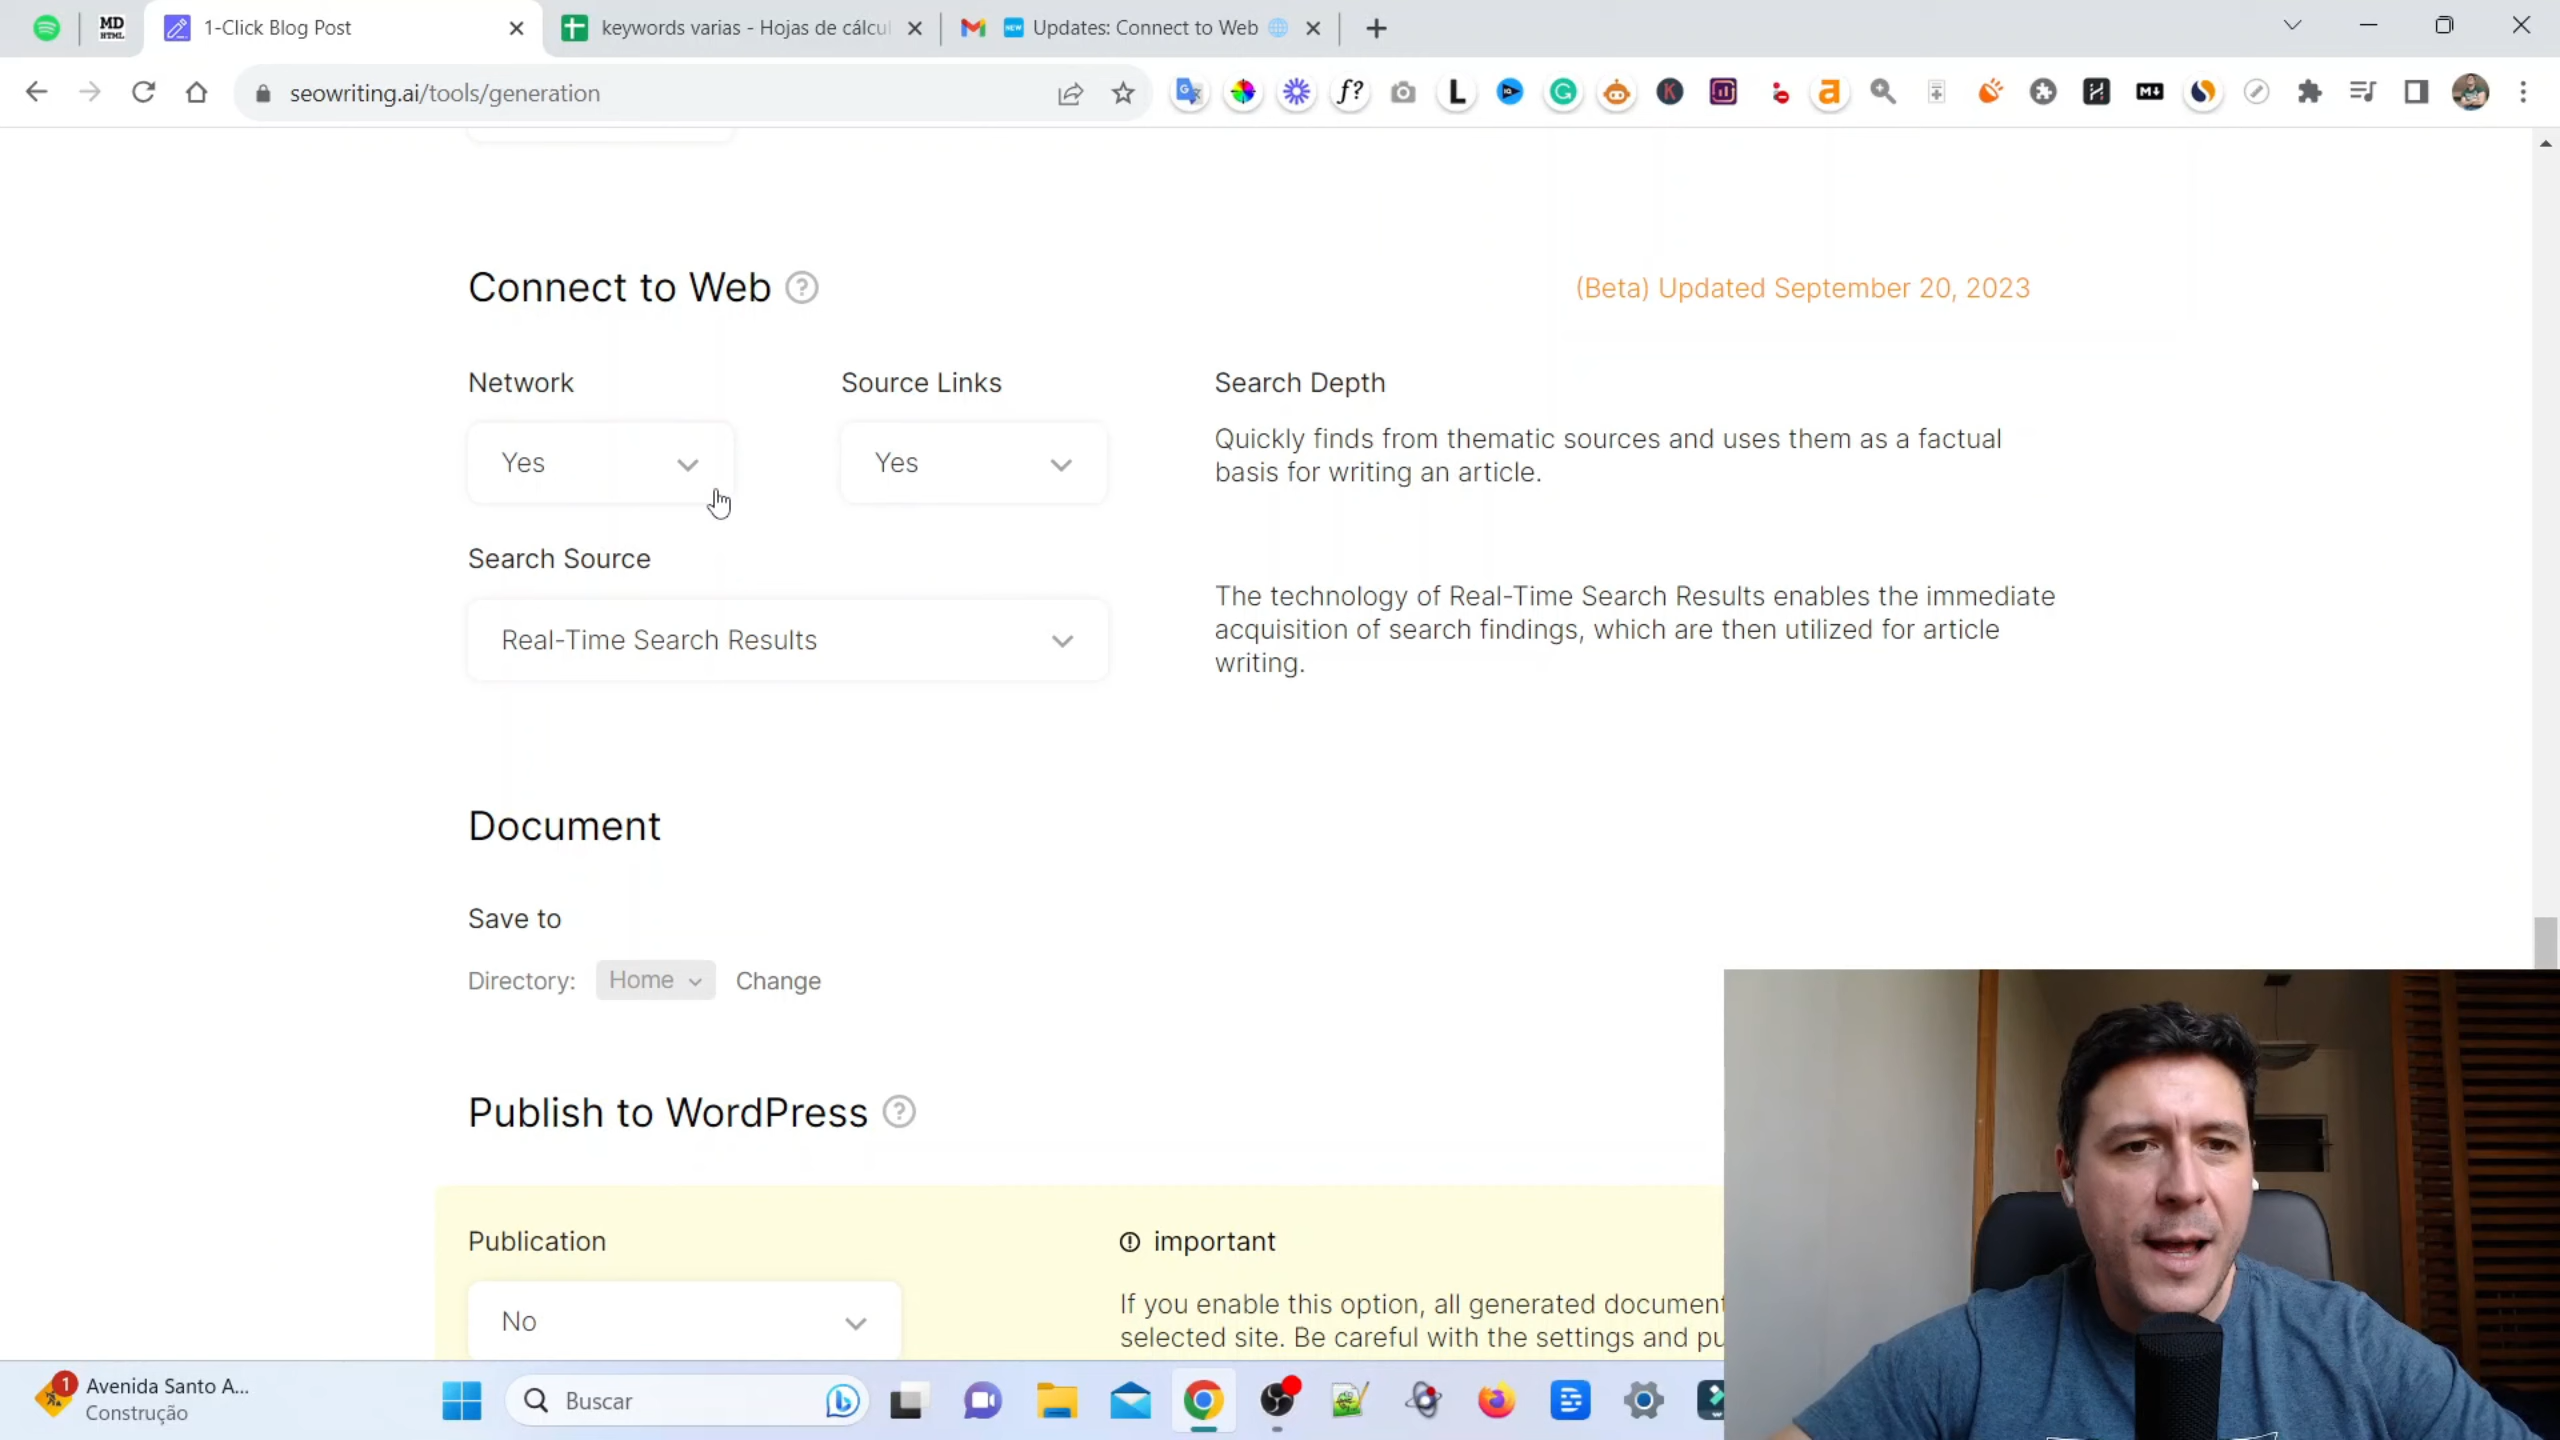 MD
HTML
1-Click Blog Post
keywords varias - Hojas de cálcul
NEW
Updates: Connect to Web
seowriting.ai/tools/generation
f?
L
K
a
Connect to Web ?
(Beta) Updated September 20, 2023
Network
Source Links
Search Depth
Yes
Yes
Quickly finds from thematic sources and uses them as a factual
basis for writing an article.
Search Source
Real-Time Search Results
The technology of Real-Time Search Results enables the immediate
acquisition of search findings, which are then utilized for article
writing.
Document
Save to
Directory: Home Change
Publish to WordPress ?
Publication
important
No
If you enable this option, all generated document
selected site. Be careful with the settings and pu
1
Avenida Santo A...
Construção
Buscar